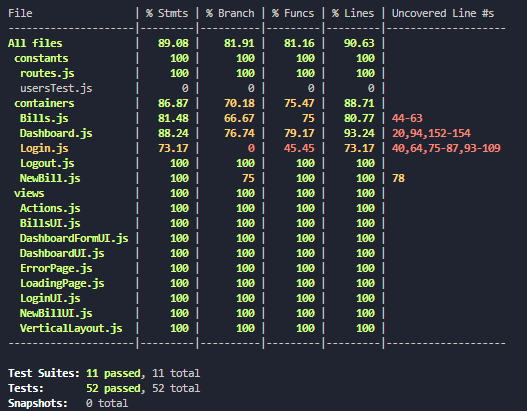 File | % Stmts | % Branch | % Funcs | % Lines | Uncovered Line #s
---------------------|---------|----------|---------|---------|-------------------
All files | 89.08 | 81.91 | 81.16 | 90.63 |
constants | 100 | 100 | 100 | 100 |
routes.js | 100 | 100 | 100 | 100 |
usersTest.js | 0 | 0 | 0 | 0 |
containers | 86.87 | 70.18 | 75.47 | 88.71 |
Bills.js | 81.48 | 66.67 | 75 | 80.77 | 44-63
Dashboard.js | 88.24 | 76.74 | 79.17 | 93.24 | 20,94,152-154
Login.js | 73.17 | 0 | 45.45 | 73.17 | 40,64,75-87,93-109
Logout.js | 100 | 100 | 100 | 100 |
NewBill.js | 100 | 75 | 100 | 100 | 78
views | 100 | 100 | 100 | 100 |
Actions.js | 100 | 100 | 100 | 100 |
BillsUI.js | 100 | 100 | 100 | 100 |
DashboardFormUI.js | 100 | 100 | 100 | 100 |
DashboardUI.js | 100 | 100 | 100 | 100 |
ErrorPage.js | 100 | 100 | 100 | 100 |
LoadingPage.js | 100 | 100 | 100 | 100 |
LoginUI.js | 100 | 100 | 100 | 100 |
NewBillUI.js | 100 | 100 | 100 | 100 |
VerticalLayout.js | 100 | 100 | 100 | 100 |
---------------------|---------|----------|---------|---------|-------------------
Test Suites: 11 passed, 11 total
Tests: 52 passed, 52 total
Snapshots: 0 total